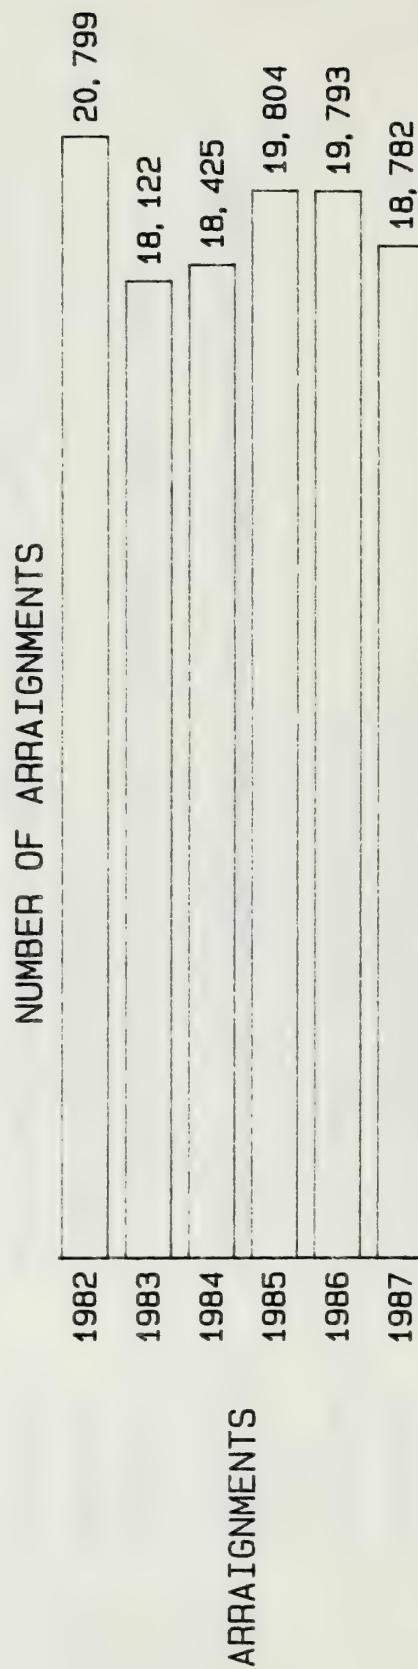 NUMBER OF ARRAIGNMENTS
ARRAIGNMENTS
1982 20, 799
1983 18, 122
1984 18, 425
1985 19, 804
1986 19, 793
1987 18, 782